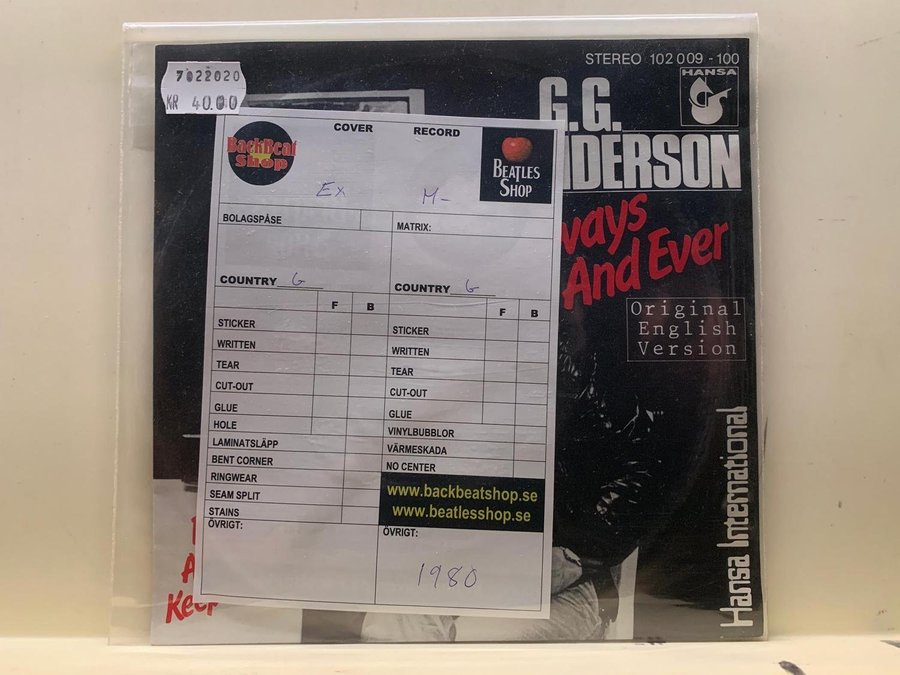 STEREO 102 009 - 100
7022020
KR 40.00
HANSA
G.G.
NDERSON
ways
And Ever
Original
English
Version
Hansa International
BackBeat
Shop
COVER
RECORD
BEATLES
SHOP
Ex
M-
BOLAGSPÅSE
MATRIX:
COUNTRY G
COUNTRY G
F B
F B
STICKER
STICKER
WRITTEN
WRITTEN
TEAR
TEAR
CUT-OUT
CUT-OUT
GLUE
GLUE
HOLE
VINYLBUBBLOR
LAMINATSLÄPP
VÄRMESKADA
BENT CORNER
NO CENTER
RINGWEAR
SEAM SPLIT
STAINS
www.backbeatshop.se
www.beatlesshop.se
ÖVRIGT:
ÖVRIGT:
1980
Keep